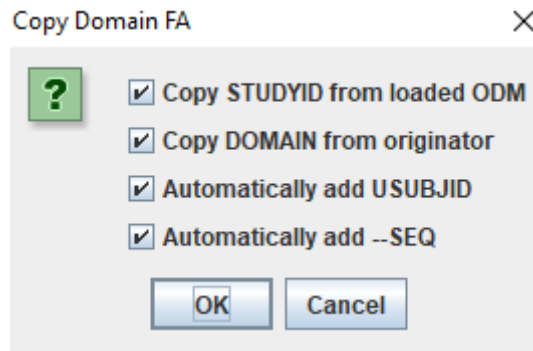 Copy Domain FA
Copy STUDYID from loaded ODM
Copy DOMAIN from originator
Automatically add USUBJID
Automatically add --SEQ
OK Cancel